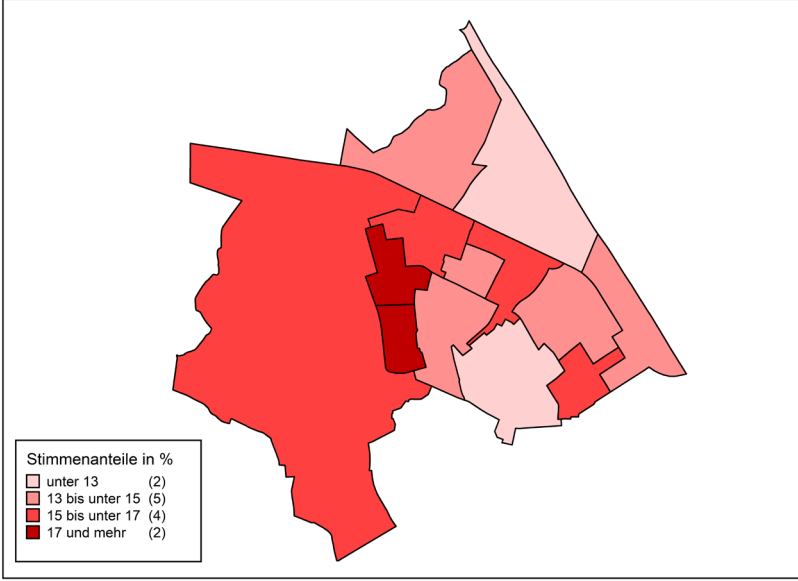 Stimmenanteile in %
unter 13 (2)
13 bis unter 15 (5)
15 bis unter 17 (4)
17 und mehr (2)